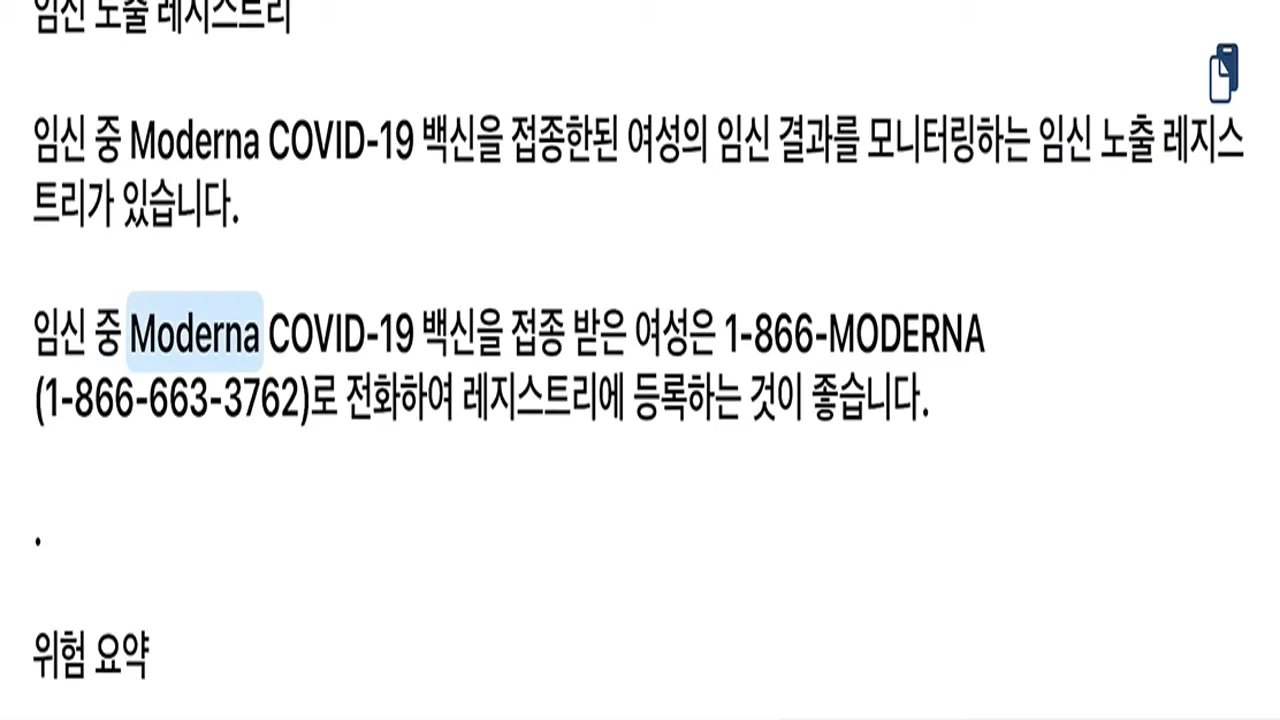 임신 노출 레지스트리
임신 중 Moderna COVID-19 백신을 접종한된 여성의 임신 결과를 모니터링하는 임신 노출 레지스
트리가 있습니다.
임신 중 Moderna COVID-19 백신을 접종 받은 여성은 1-866-MODERNA
(1-866-663-3762)로 전화하여 레지스트리에 등록하는 것이 좋습니다.
.
위험 요약